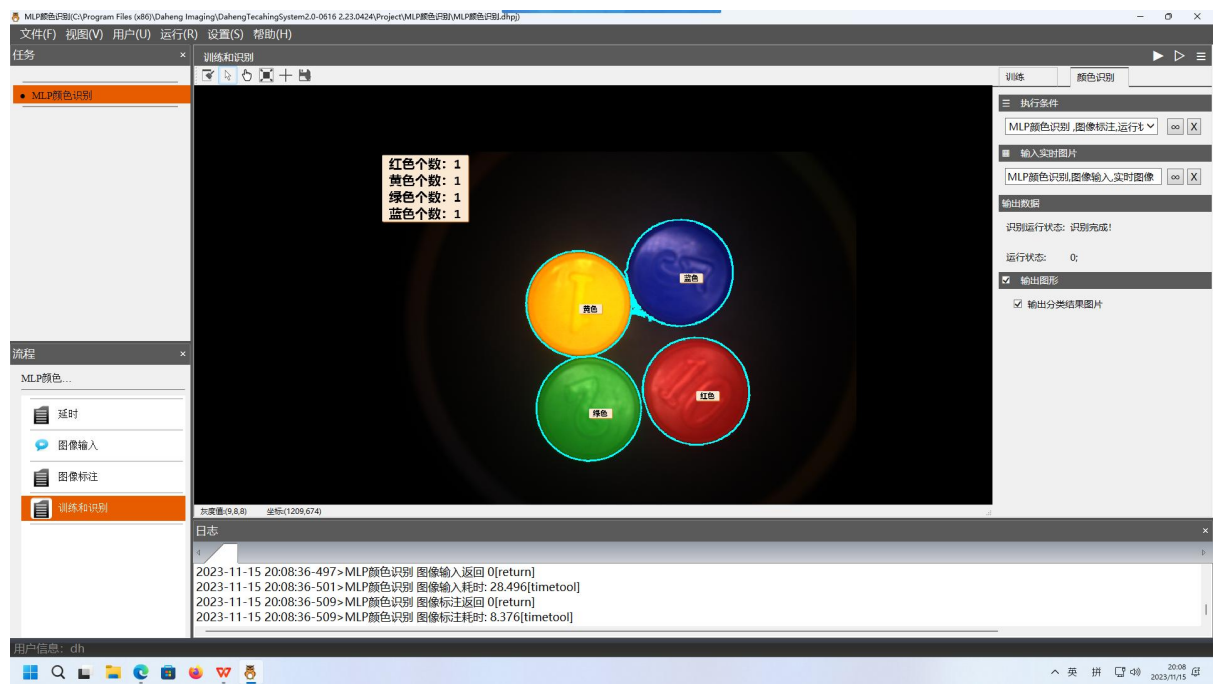 MLP颜色识别(C:\Program Files (x86)\Daheng Imaging\DahengTecahingSystem2.0-0616 2.23.0424\Project\MLP颜色识别\MLP颜色识别.dhpj)
文件(F) 视图(V) 用户(U) 运行(R) 设置(S) 帮助(H)
任务 ×
MLP颜色识别
流程 ×
MLP颜色...
延时
图像输入
图像标注
训练和识别
训练和识别
红色个数: 1
黄色个数: 1
绿色个数: 1
蓝色个数: 1
蓝色
黄色
红色
绿色
灰度值:(9,8,8) 坐标:(1209,674)
训练 颜色识别
执行条件
MLP颜色识别 ,图像标注,运行 ∞ X
输入实时图片
MLP颜色识别,图像输入,实时图像 ∞ X
输出数据
识别运行状态: 识别完成!
运行状态: 0;
输出图形
输出分类结果图片
日志 ×
2023-11-15 20:08:36-497>MLP颜色识别 图像输入返回 0[return]
2023-11-15 20:08:36-501>MLP颜色识别 图像输入耗时: 28.496[timetool]
2023-11-15 20:08:36-509>MLP颜色识别 图像标注返回 0[return]
2023-11-15 20:08:36-509>MLP颜色识别 图像标注耗时: 8.376[timetool]
用户信息: dh
英 拼 20:08
2023/11/15